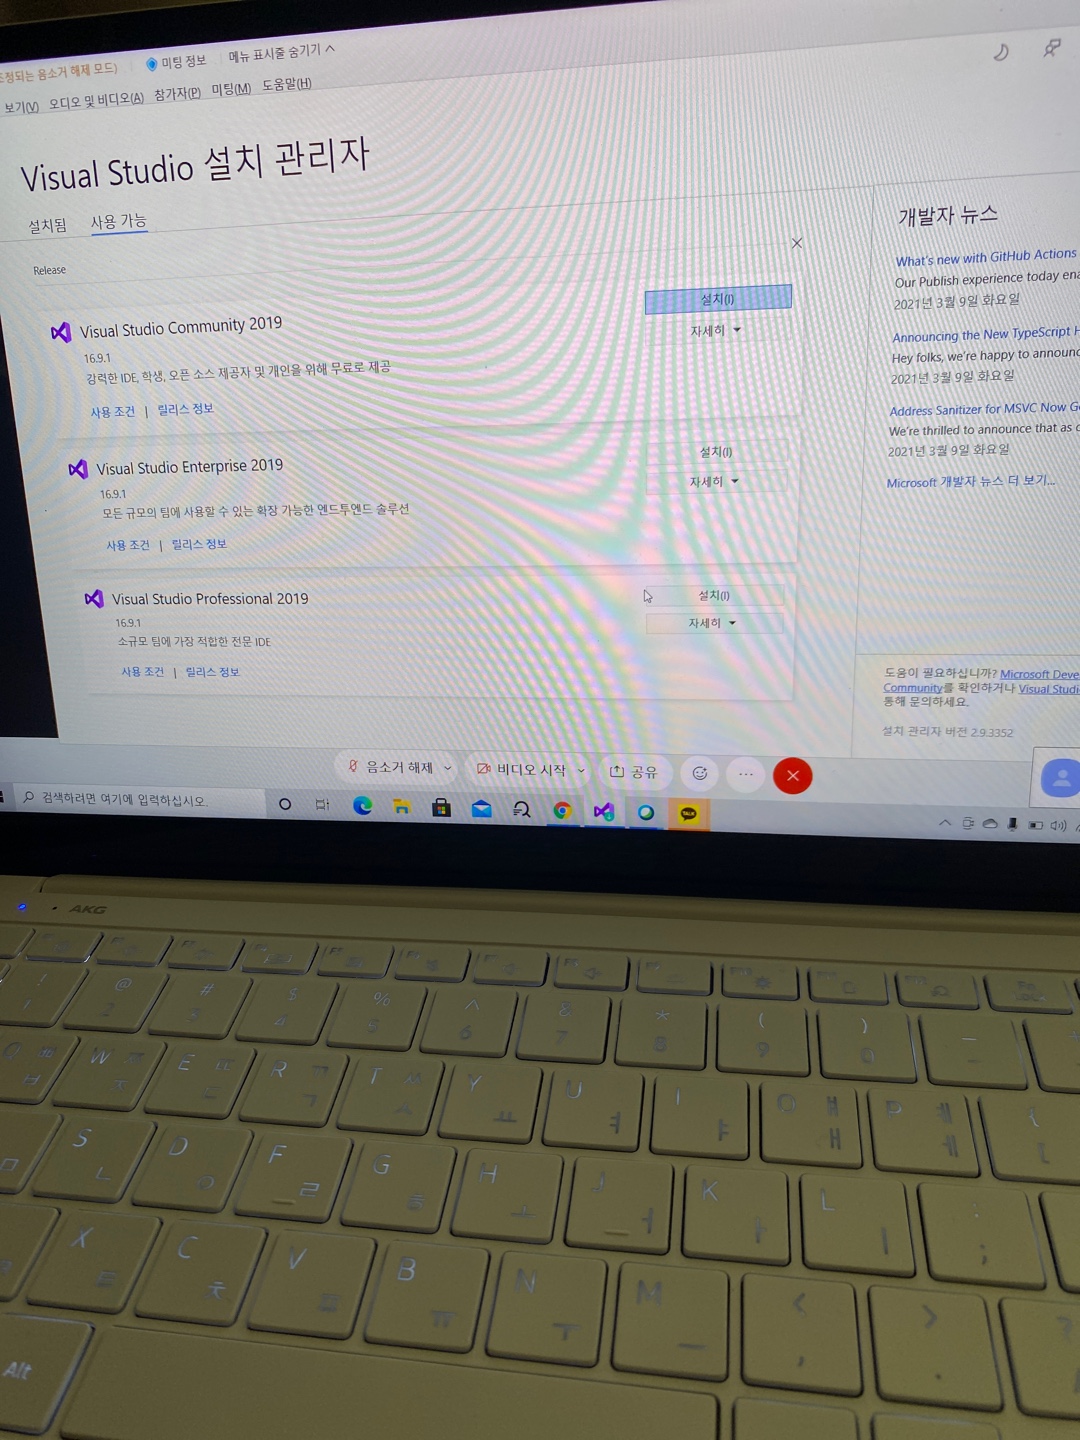 조정되는 음소거 해제 모드)
미팅 정보
메뉴 표시줄 숨기기
보기(V) 오디오 및 비디오(A) 참가자(P) 미팅(M) 도움말(H)
Visual Studio 설치 관리자
설치됨 사용 가능
Release
Visual Studio Community 2019
16.9.1
강력한 IDE, 학생, 오픈 소스 제공자 및 개인을 위해 무료로 제공
사용 조건 | 릴리스 정보
설치(I)
자세히
Visual Studio Enterprise 2019
16.9.1
모든 규모의 팀에 사용할 수 있는 확장 가능한 엔드투엔드 솔루션
사용 조건 | 릴리스 정보
설치(I)
자세히
Visual Studio Professional 2019
16.9.1
소규모 팀에 가장 적합한 전문 IDE
사용 조건 | 릴리스 정보
설치(I)
자세히
개발자 뉴스
What's new with GitHub Actions
Our Publish experience today ena
2021년 3월 9일 화요일
Announcing the New TypeScript H
Hey folks, we're happy to announc
2021년 3월 9일 화요일
Address Sanitizer for MSVC Now Ge
We're thrilled to announce that as o
2021년 3월 9일 화요일
Microsoft 개발자 뉴스 더 보기...
도움이 필요하십니까? Microsoft Deve
Community를 확인하거나 Visual Studi
통해 문의하세요.
설치 관리자 버전 2.9.3352
음소거 해제
비디오 시작
공유
검색하려면 여기에 입력하십시오.
TALK
AKG
! @ # $ % ^ & * ( )
1 2 3 4 5 6 7 8 9 0
W ㅈ E ㄷ R ㄱ T ㅅ Y ㅛ U ㅕ I ㅑ O ㅐ P ㅔ {
[
S ㄴ D ㅇ F ㄹ G ㅎ H ㅗ J ㅓ K ㅏ L ㅣ : ;
X ㅌ C ㅊ V ㅍ B ㅠ N ㅜ M ㅡ < , > .
Alt